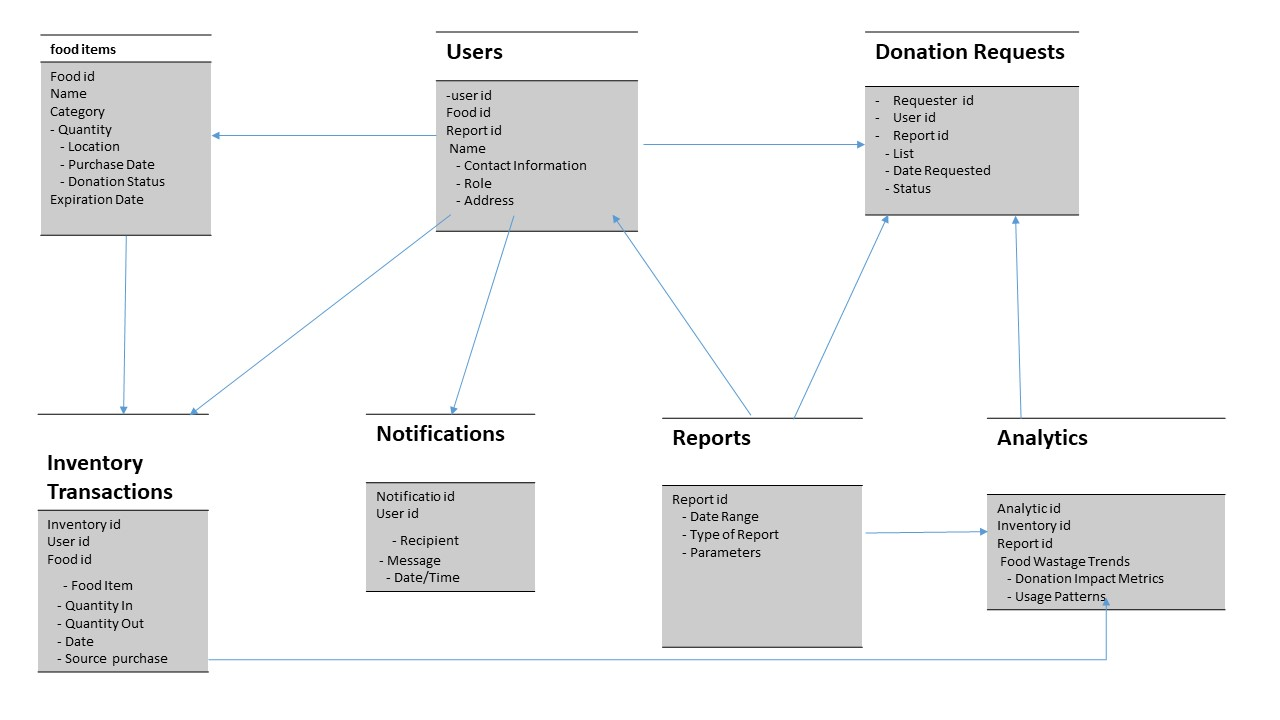 food items
Food id
Name
Category
- Quantity
- Location
- Purchase Date
- Donation Status
Expiration Date
Users
-user id
Food id
Report id
Name
- Contact Information
- Role
- Address
Donation Requests
- Requester id
- User id
- Report id
- List
- Date Requested
- Status
Inventory
Transactions
Inventory id
User id
Food id
- Food Item
- Quantity In
- Quantity Out
- Date
- Source purchase
Notifications
Notificatio id
User id
- Recipient
- Message
- Date/Time
Reports
Report id
- Date Range
- Type of Report
- Parameters
Analytics
Analytic id
Inventory id
Report id
Food Wastage Trends
- Donation Impact Metrics
- Usage Patterns